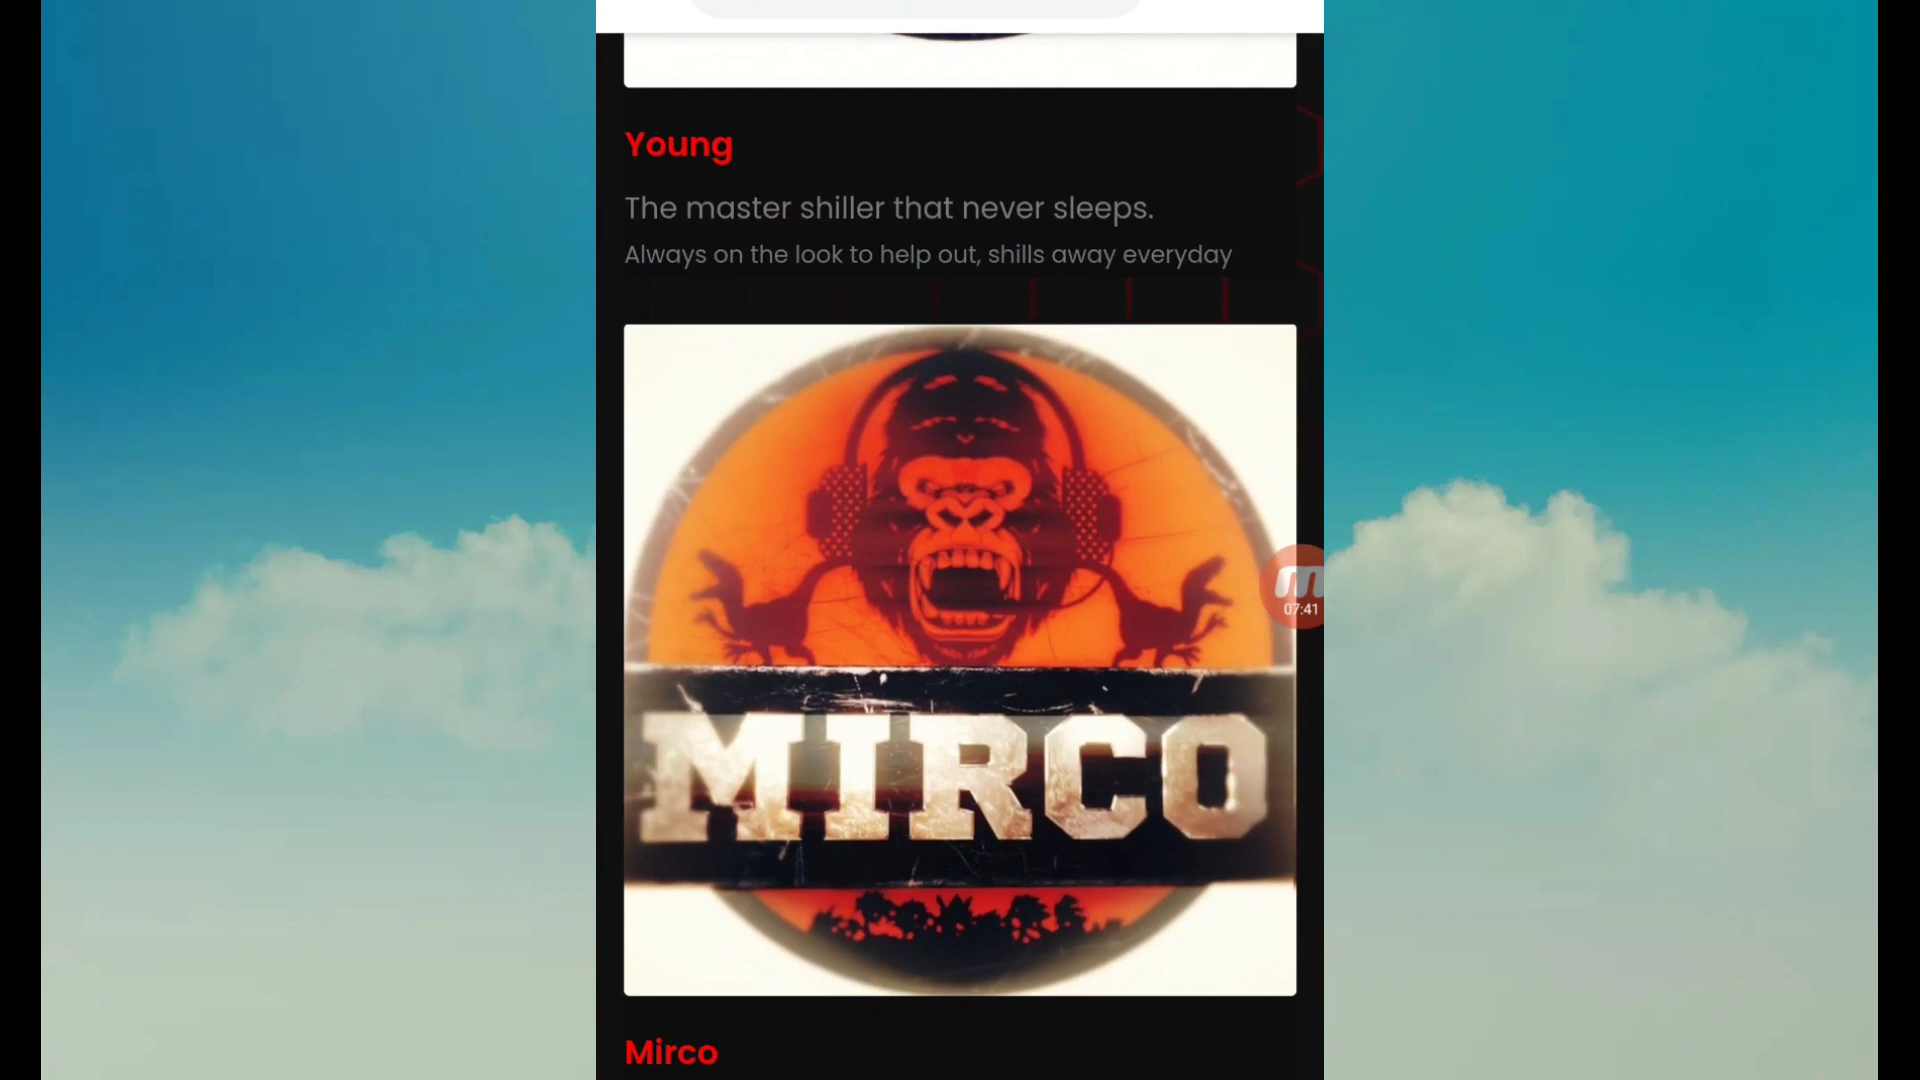 Young
The master shiller that never sleeps.
Always on the look to help out, shills away everyday
m
07:41
MIRCO
Mirco